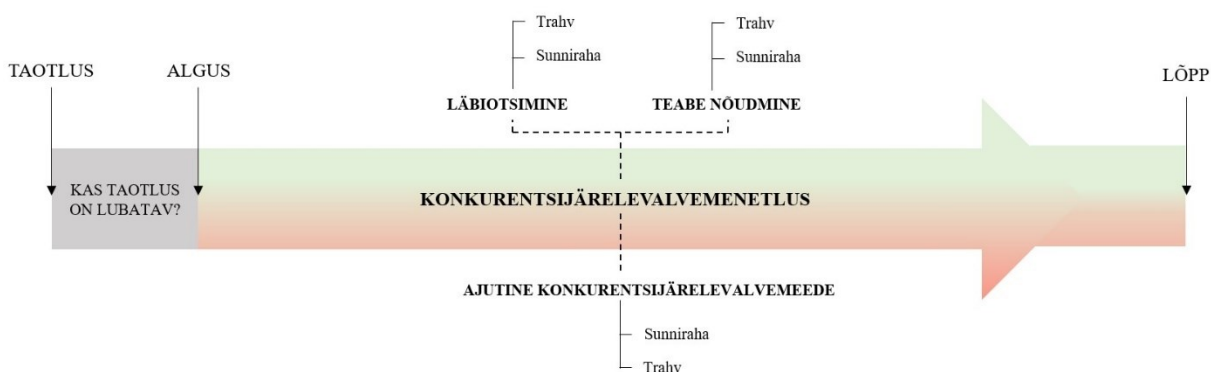 Trahv
Trahv
Sunniraha
Sunniraha
TAOTLUS
ALGUS
LÕPP
LÄBIOTSIMINE
TEABE NÕUDMINE
KAS TAOTLUS
ON LUBATAV?
KONKURENTSIJÄRELEVALVEMENETLUS
AJUTINE KONKURENTSIJÄRELEVALVEMEEDE
Sunniraha
Trahv